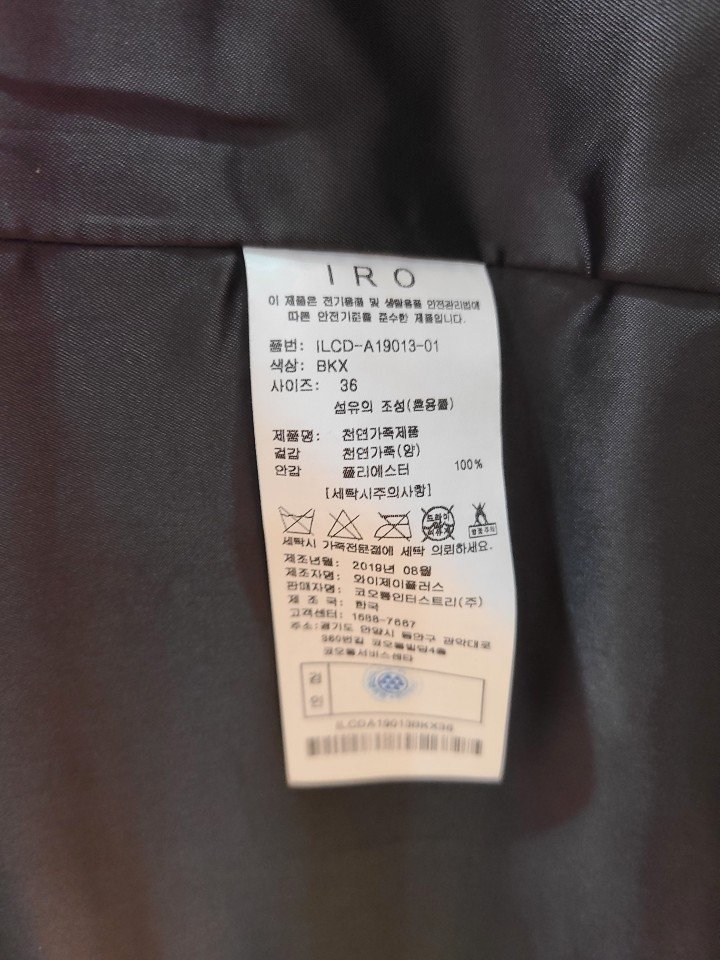 IRO
이 제품은 전기용품 및 생활용품 안전관리법에
따른 안전기준을 준수한 제품입니다.
품번: ILCD-A19013-01
색상: BKX
사이즈: 36
섬유의 조성(혼용률)
제품명: 천연가죽제품
겉감 천연가죽(양)
안감 폴리에스터 100%
[세탁시주의사항]
드라이
세탁시 가죽전문점에 세탁 의뢰하세요.
제조년월: 2019년 08월
제조자명: 와이제이플러스
판매자명: 코오롱인더스트리(주)
제 조 국: 한국
고객센터: 1588-7667
주소:경기도 안양시 동안구 관악대로
360번길 코오롱빌딩4층
코오롱서비스센타
검
인
ILCDA19013BKX36